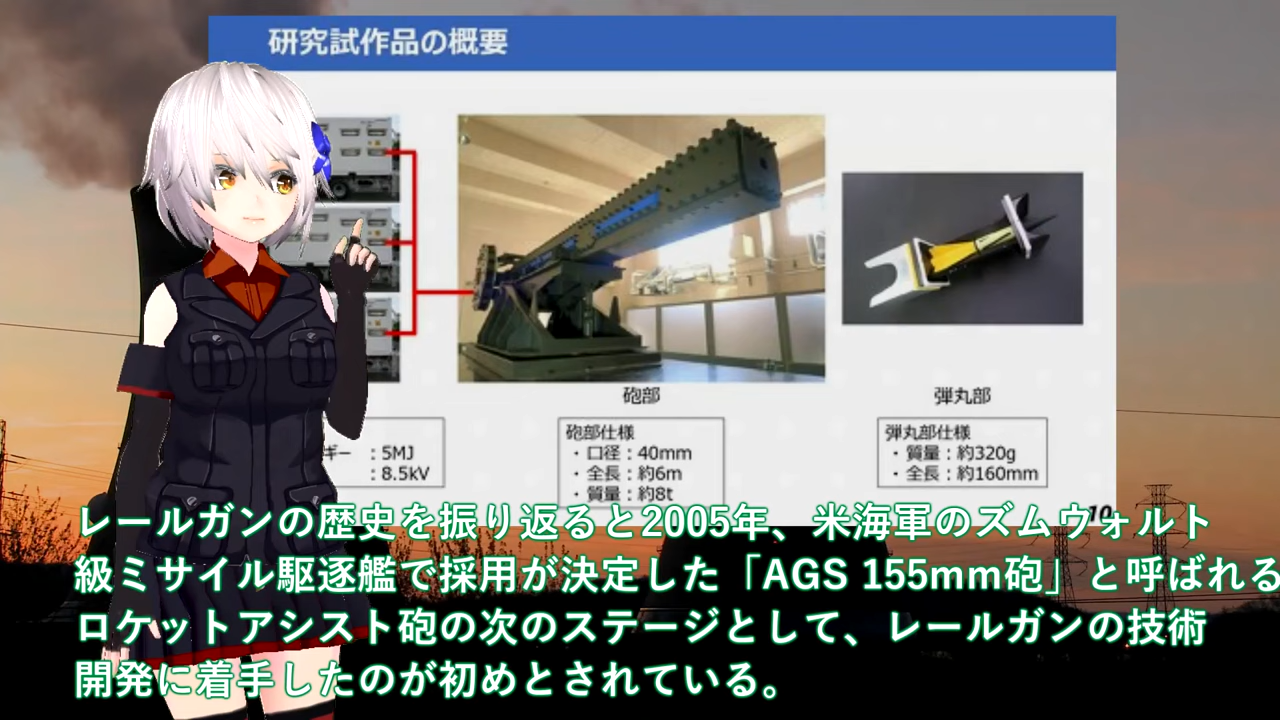 研究試作品の概要
砲部
弾丸部
ギー ：5MJ
：8.5kV
砲部仕様
・口径：40mm
・全長：約6m
・質量：約8t
弾丸部仕様
・質量：約320g
・全長：約160mm
10
レールガンの歴史を振り返ると2005年、米海軍のズムウォルト
級ミサイル駆逐艦で採用が決定した「AGS 155mm砲」と呼ばれる
ロケットアシスト砲の次のステージとして、レールガンの技術
開発に着手したのが初めとされている。